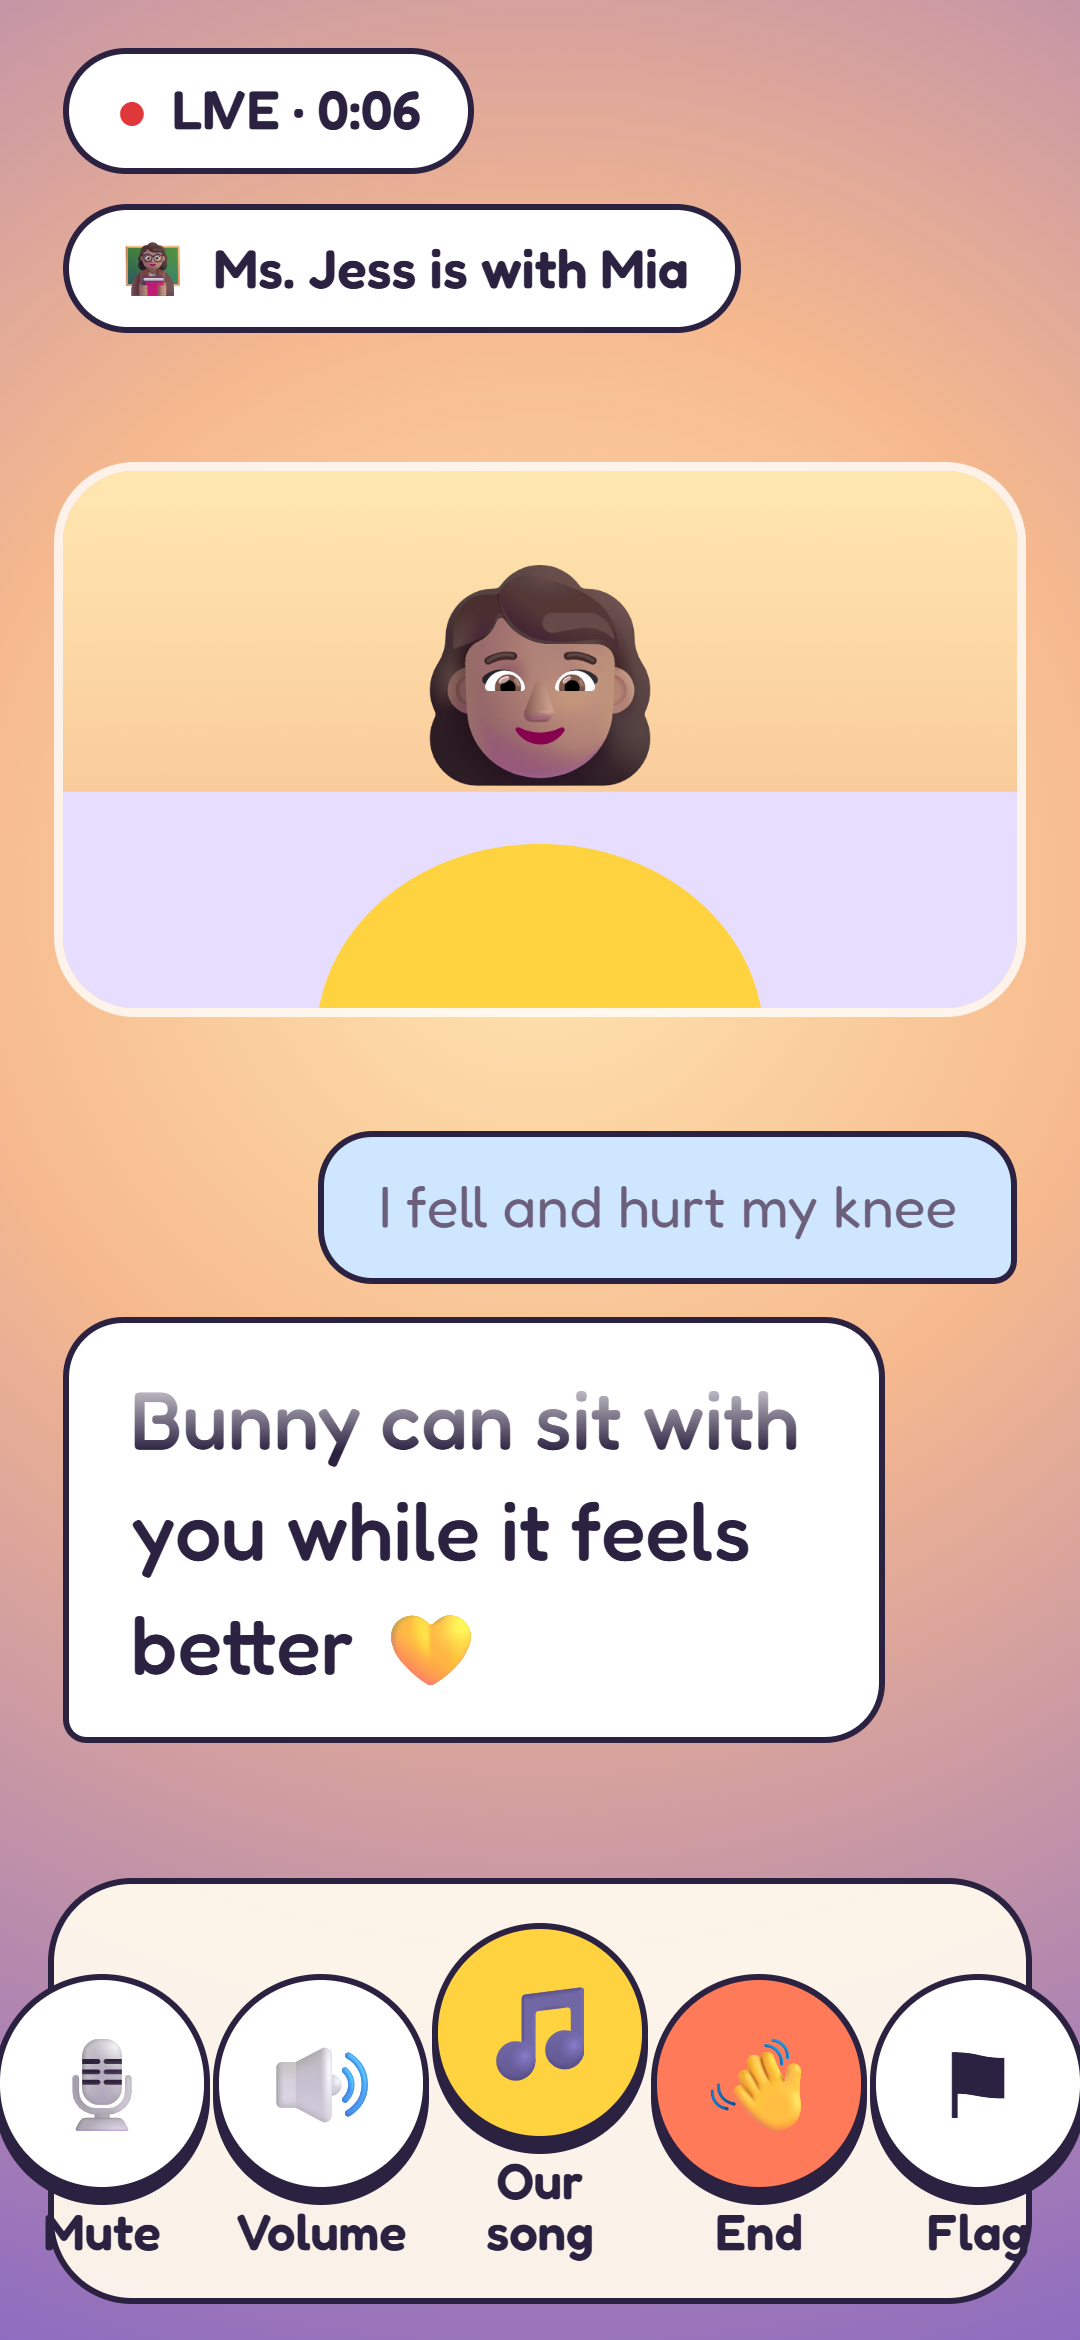 LIVE · 0:06
Ms. Jess is with Mia
I fell and hurt my knee
Bunny can sit with
you while it feels
better 💛
Mute
Volume
Our
song
End
Flag